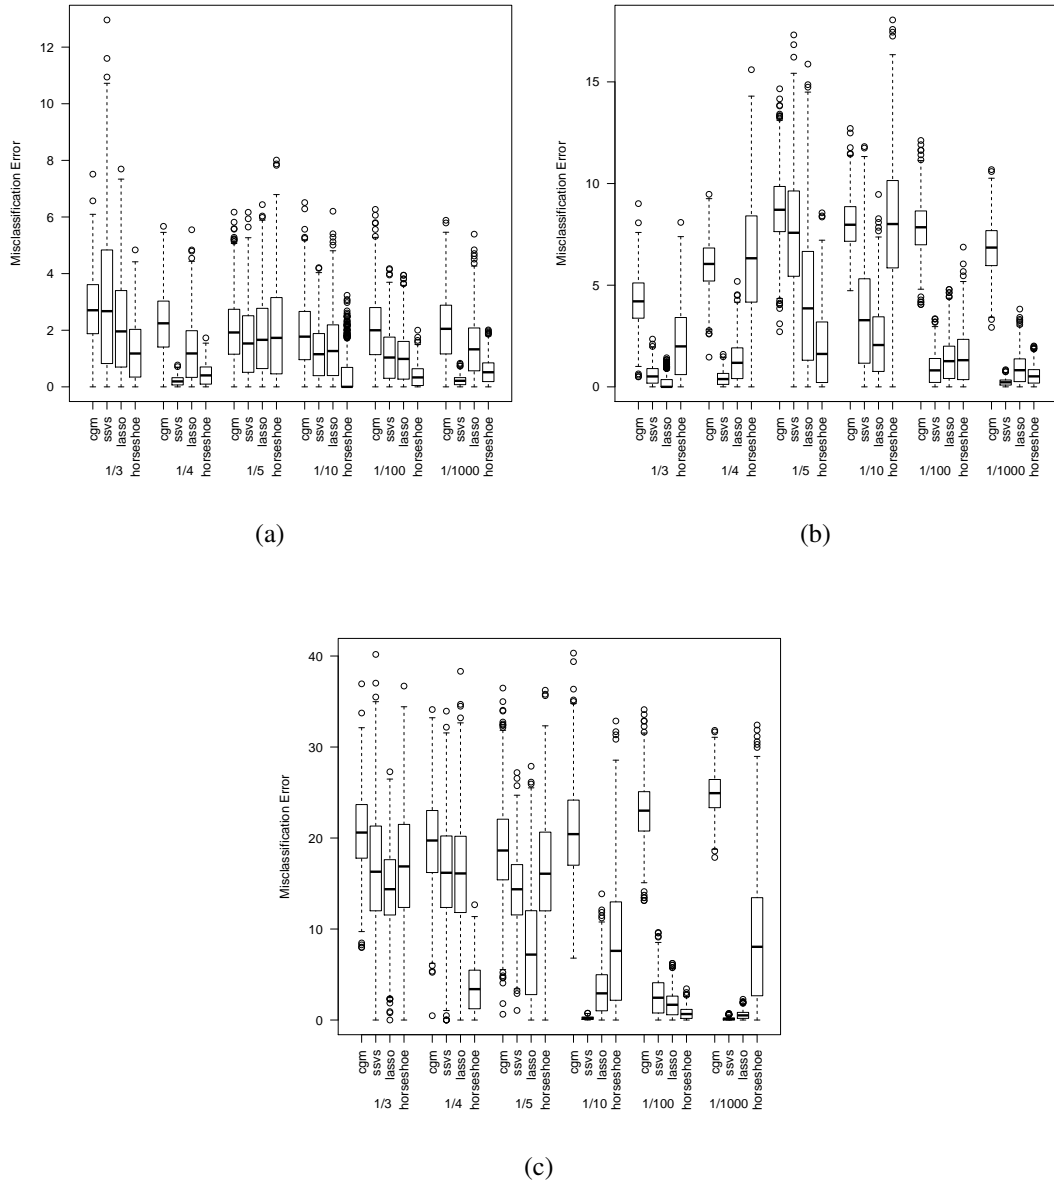 Misclassification Error
12
10
8
6
4
2
0
cgm ssvs lasso horseshoe cgm ssvs lasso horseshoe cgm ssvs lasso horseshoe cgm ssvs lasso horseshoe cgm ssvs lasso horseshoe cgm ssvs lasso horseshoe
1/3 1/4 1/5 1/10 1/100 1/1000
(a)
Misclassification Error
15
10
5
0
cgm ssvs lasso horseshoe cgm ssvs lasso horseshoe cgm ssvs lasso horseshoe cgm ssvs lasso horseshoe cgm ssvs lasso horseshoe cgm ssvs lasso horseshoe
1/3 1/4 1/5 1/10 1/100 1/1000
(b)
Misclassification Error
40
30
20
10
0
cgm ssvs lasso horseshoe cgm ssvs lasso horseshoe cgm ssvs lasso horseshoe cgm ssvs lasso horseshoe cgm ssvs lasso horseshoe cgm ssvs lasso horseshoe
1/3 1/4 1/5 1/10 1/100 1/1000
(c)